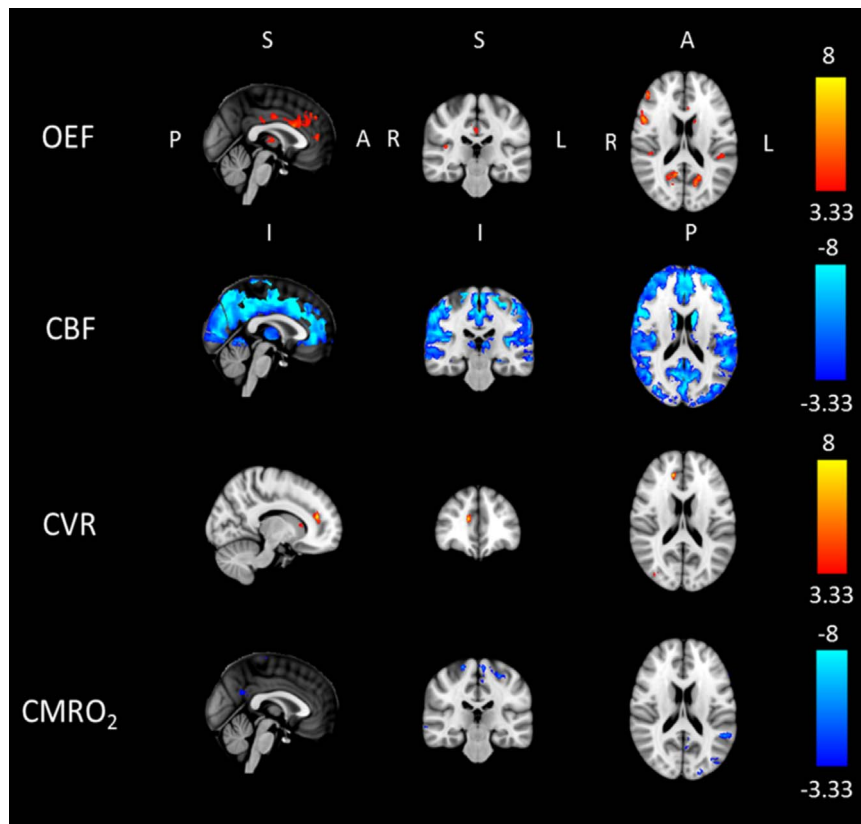 S S A 8
OEF P A R L R L
3.33
I I P -8
CBF
-3.33
8
CVR
3.33
-8
CMRO₂
-3.33